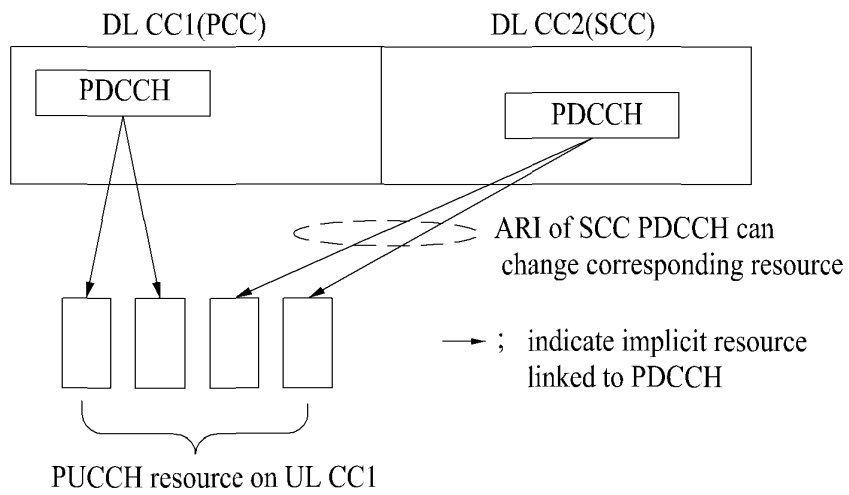 DL CC1(PCC)
DL CC2(SCC)
PDCCH
PDCCH
ARI of SCC PDCCH can
change corresponding resource
; indicate implicit resource
linked to PDCCH
PUCCH resource on UL CC1